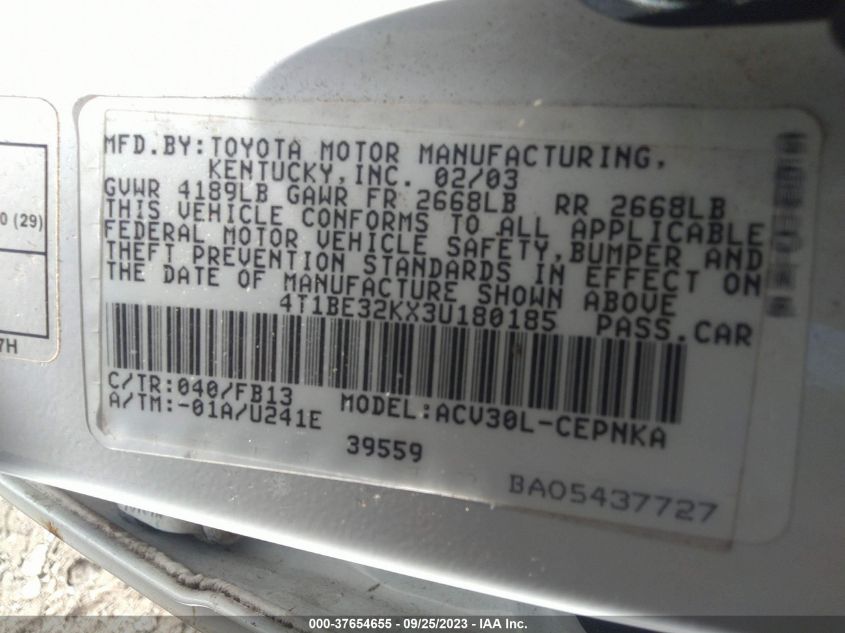 MFD.BY:TOYOTA MOTOR MANUFACTURING,
KENTUCKY,INC. 02/03
GVWR 4189LB GAWR FR 2668LB RR 2668LB
THIS VEHICLE CONFORMS TO ALL APPLICABLE
FEDERAL MOTOR VEHICLE SAFETY,BUMPER AND
THEFT PREVENTION STANDARDS IN EFFECT ON
THE DATE OF MANUFACTURE SHOWN ABOVE
4T1BE32KX3U180185 PASS.CAR
C/TR:040/FB13
A/TM:-01A/U241E MODEL:ACV30L-CEPNKA
39559
BA05437727
0 (29)
7H
000-37654655 - 09/25/2023 - IAA Inc.